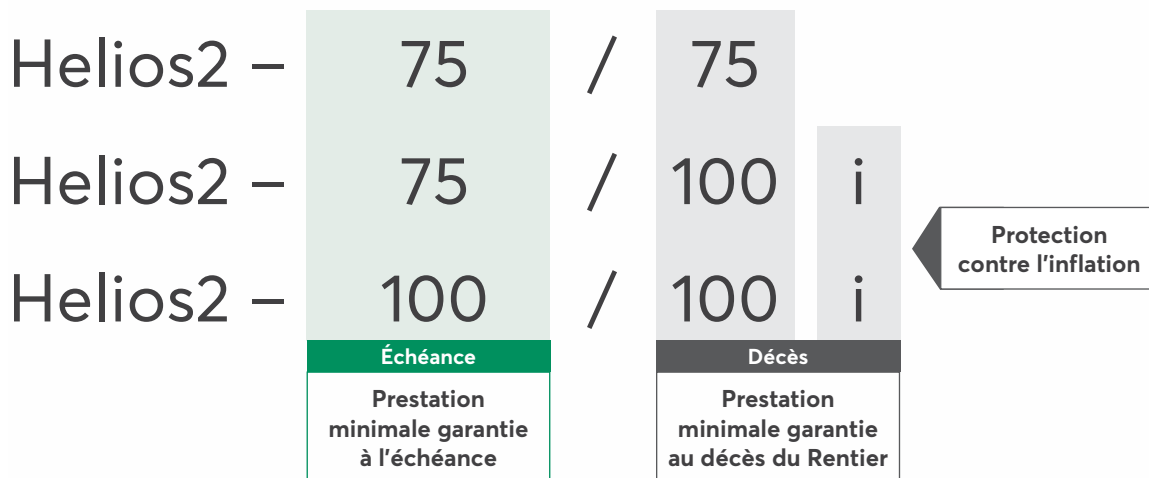 Helios2 – 75 / 75
Helios2 – 75 / 100 i
Helios2 – 100 / 100 i
Protection
contre l'inflation
Échéance
Prestation
minimale garantie
à l'échéance
Décès
Prestation
minimale garantie
au décès du Rentier